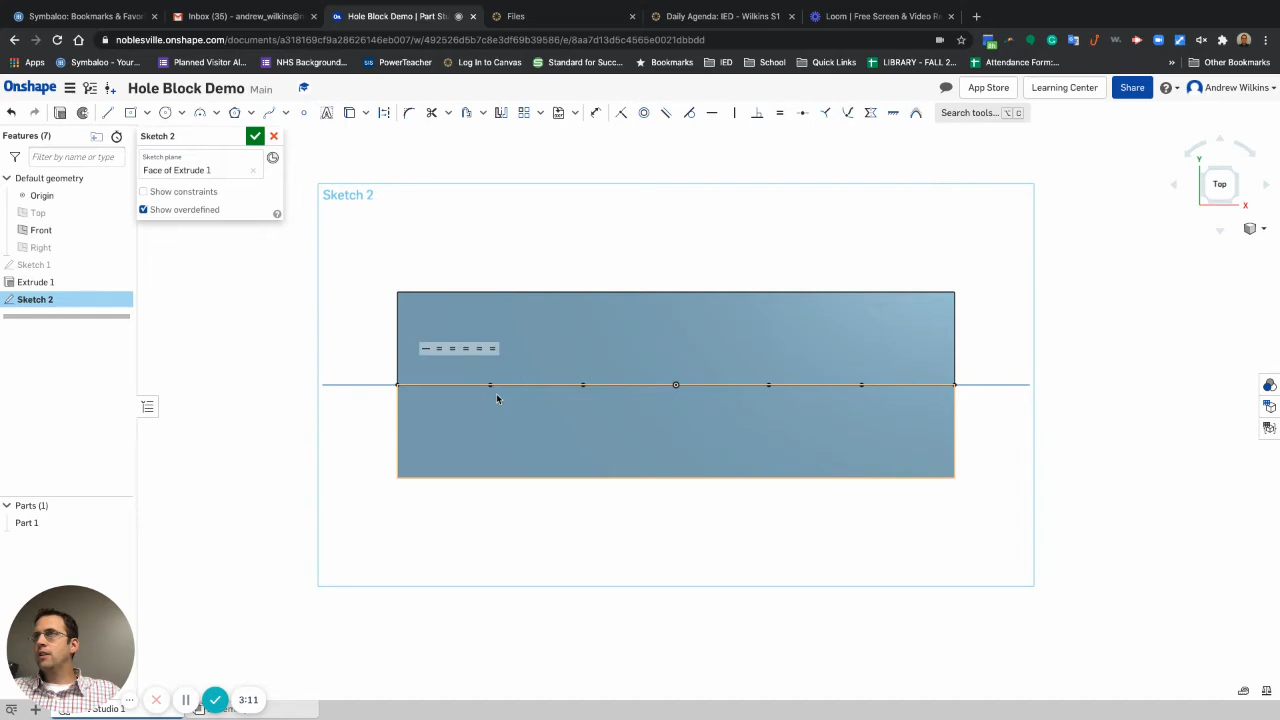 Symbaloo: Bookmarks & Favor
Inbox (35) - andrew_wilkins@
Hole Block Demo | Part Stud
Files
Daily Agenda: IED – Wilkins S1
Loom | Free Screen & Video Re
noblesville.onshape.com/documents/a318169cf9a28626146eb007/w/492526d5b5c7c8e3df69b39586/e/8aa7d13d5c4565e0021dbbdd
Apps
Symbaloo - Your...
Planned Visitor Al...
NHS Background...
PowerTeacher
Log In to Canvas
Standard for Succ...
Bookmarks
IED
School
Quick Links
LIBRARY - FALL 2...
Attendance Form:...
Other Bookmarks
Onshape
Hole Block Demo Main
App Store
Learning Center
Share
Andrew Wilkins
Search tools...
Features (7)
Filter by name or type
Default geometry
Origin
Top
Front
Right
Sketch 1
Extrude 1
Sketch 2
Sketch 2
Sketch plane
Face of Extrude 1
Show constraints
Show overdefined
Sketch 2
Y
Top
X
Parts (1)
Part 1
3:11
Studio 1